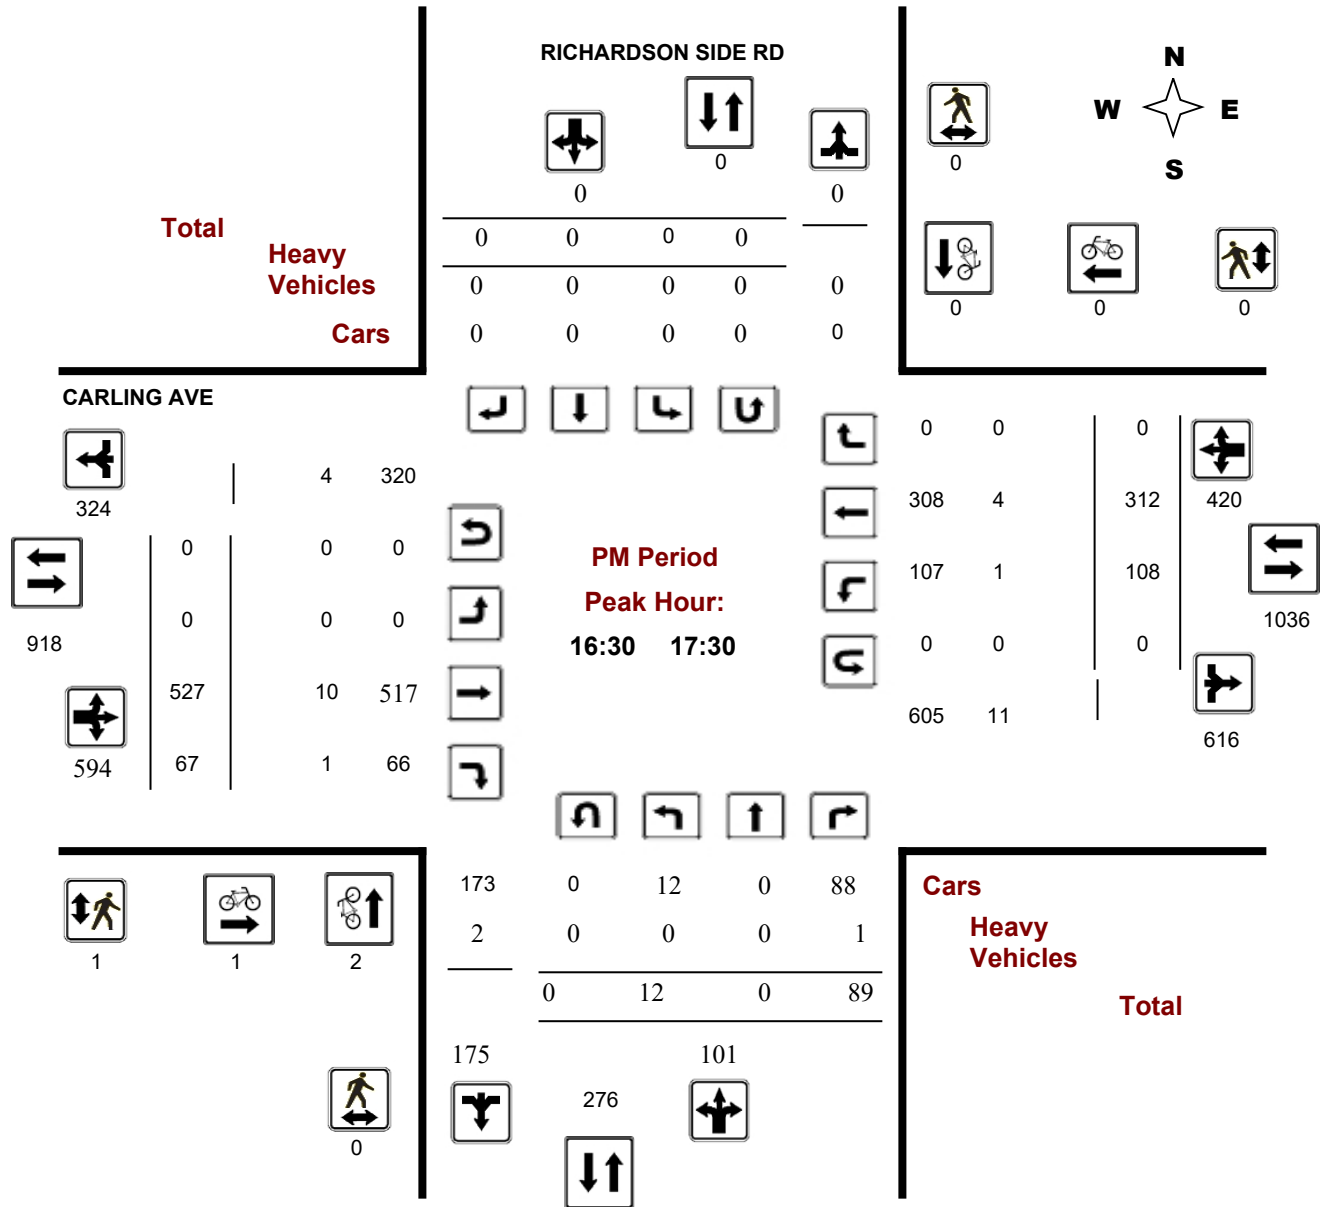 RICHARDSON SIDE RD
N
W E
S
0
0
0 0
Total
0 0 0 0
Heavy
Vehicles
0 0 0 0 0
Cars
0 0 0 0 0
0 0 0
CARLING AVE
0 0 0
4 320
324
308 4 312 420
0 0 0
PM Period
107 1 108
Peak Hour:
0 0 0
1036
918
16:30 17:30
0 0 0
527 10 517
605 11
616
594 67 1 66
173 0 12 0 88
Cars
2 0 0 0 1
Heavy
Vehicles
1 1 2
0 12 0 89
Total
175 101
276
0